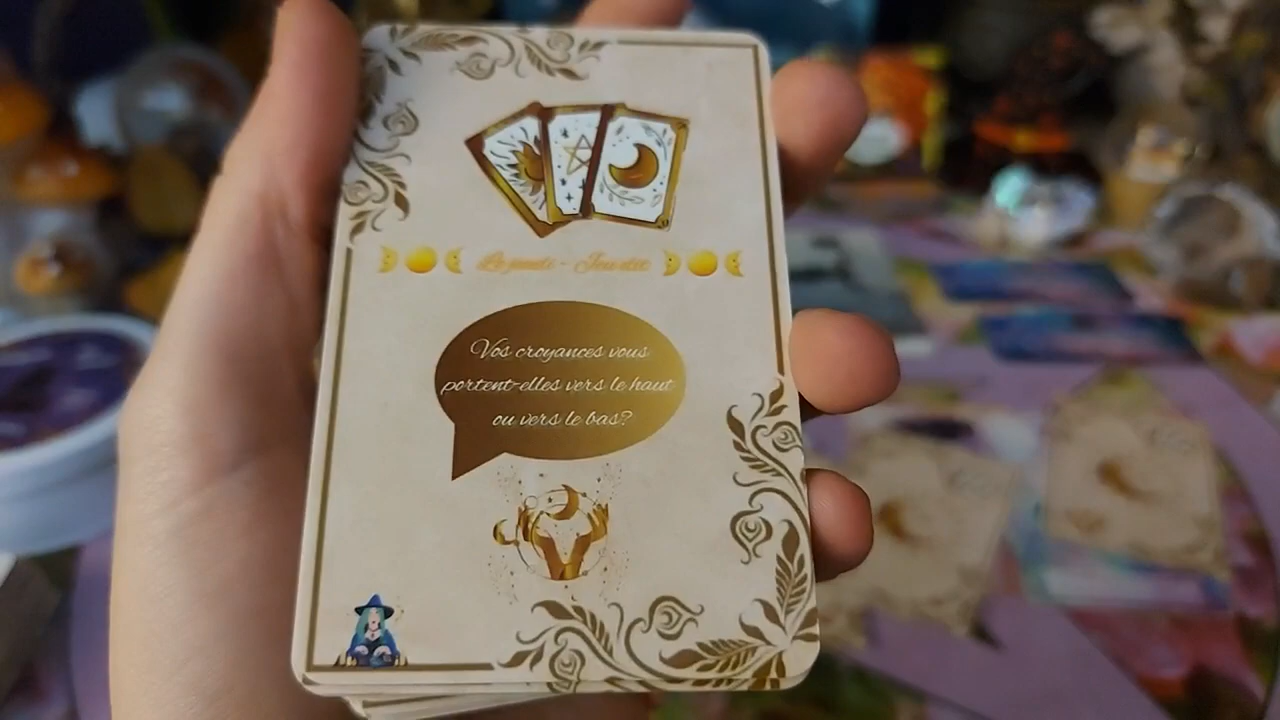 Vos croyances vous
portent-elles vers le haut
ou vers le bas?